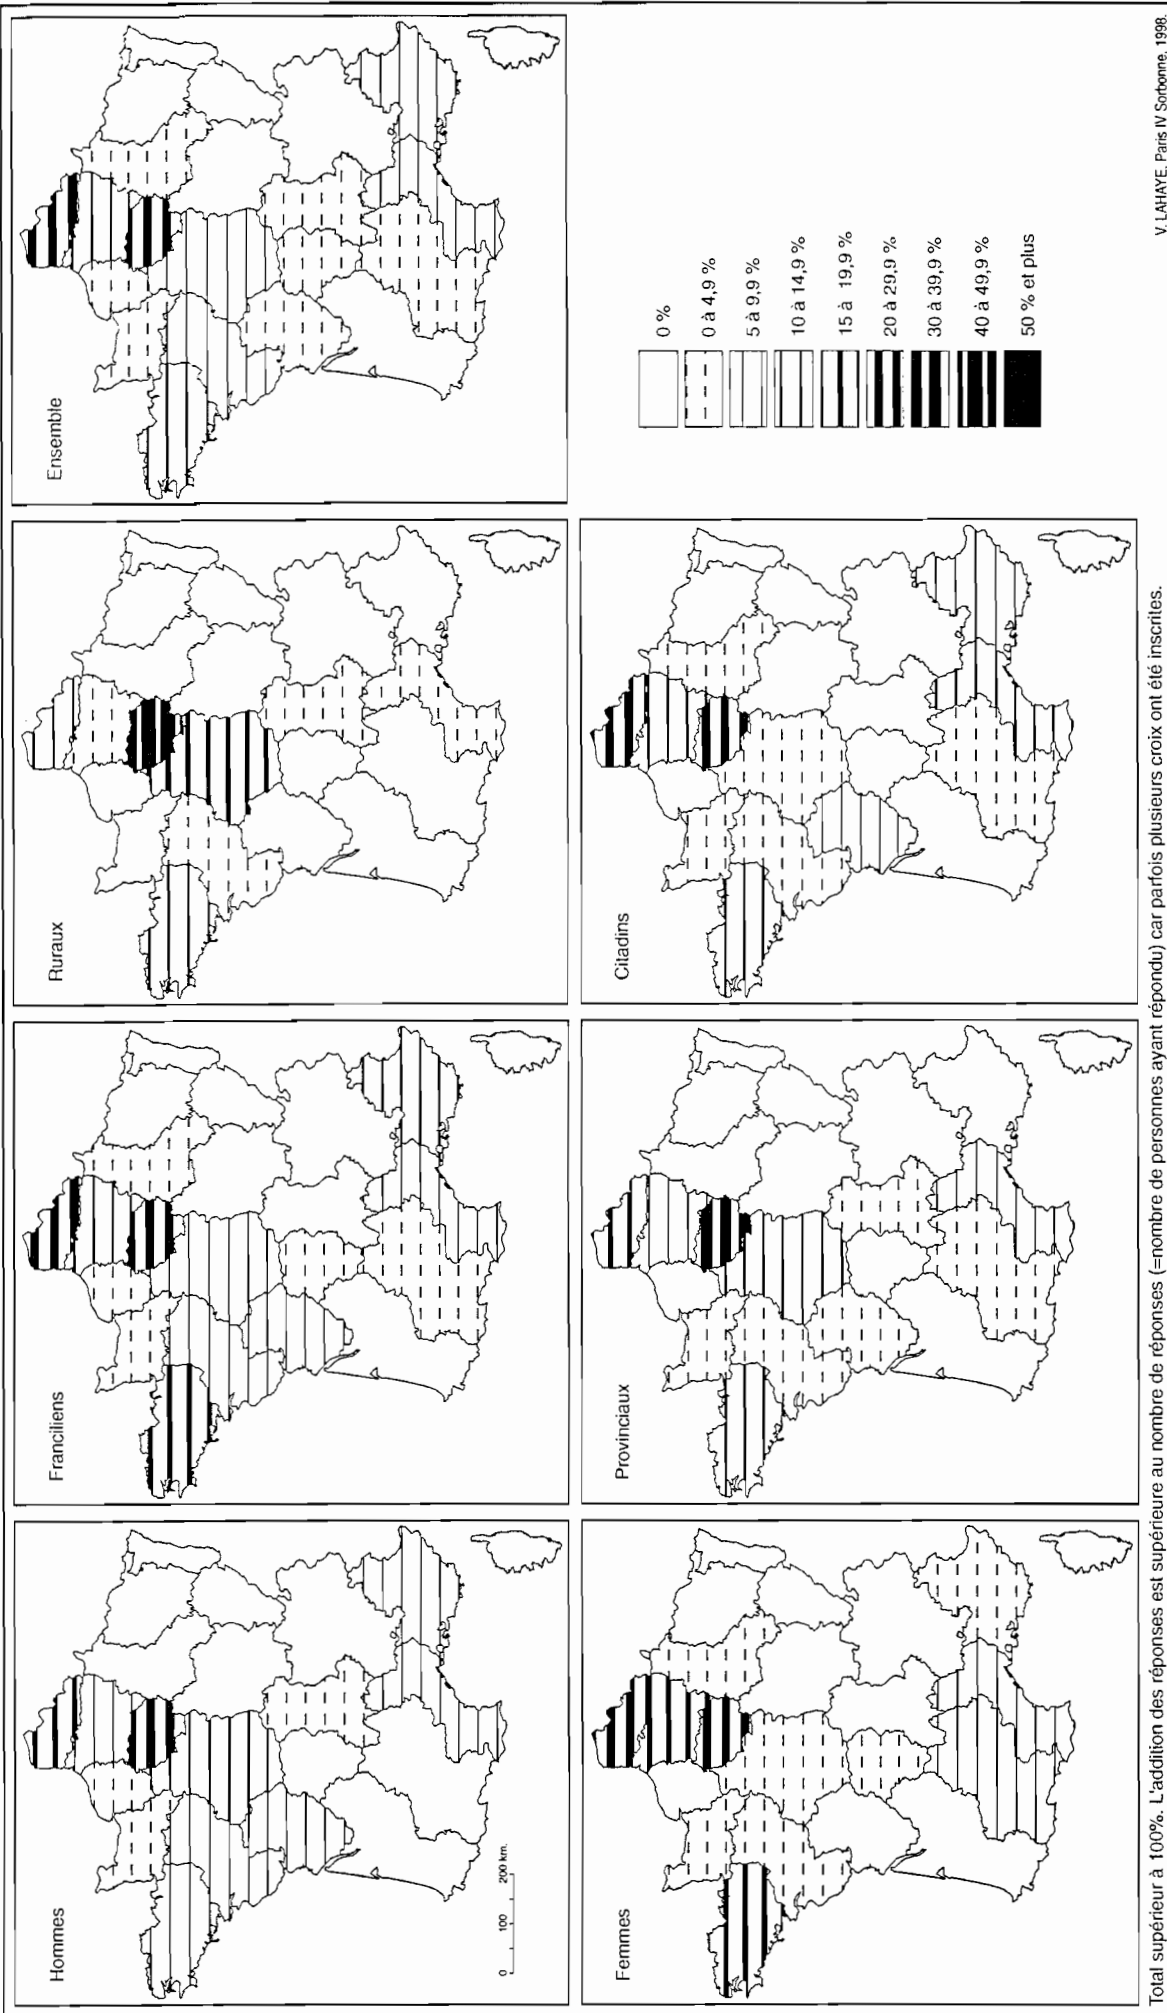 Hommes
0 100 200 km.
Franciliens
Ruraux
Ensemble
Femmes
Provinciaux
Citadins
0 %
0 à 4,9 %
5 à 9,9 %
10 à 14,9 %
15 à 19,9 %
20 à 29,9 %
30 à 39,9 %
40 à 49,9 %
50 % et plus
Total supérieur à 100%. L'addition des réponses est supérieure au nombre de réponses (=nombre de personnes ayant répondu) car parfois plusieurs croix ont été inscrites.
V. LAHAYE. Paris IV Sorbonne. 1998.